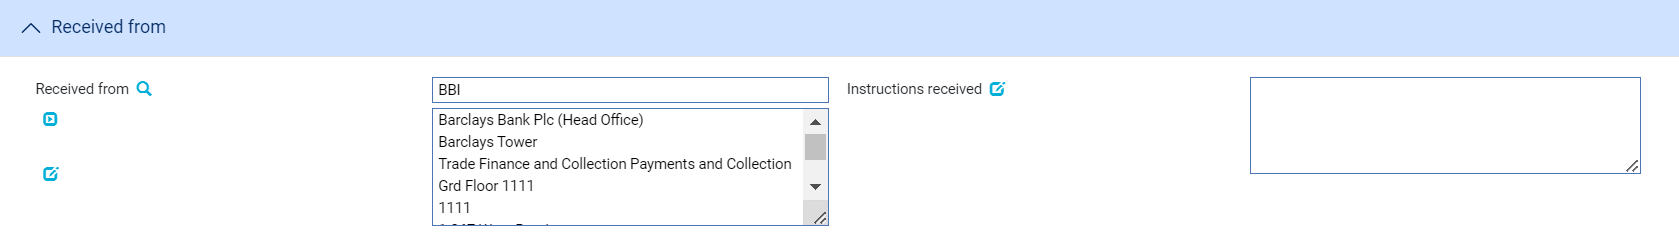 Received from
Received from
BBI
Instructions received
Barclays Bank Plc (Head Office)
Barclays Tower
Trade Finance and Collection Payments and Collection
Grd Floor 1111
1111